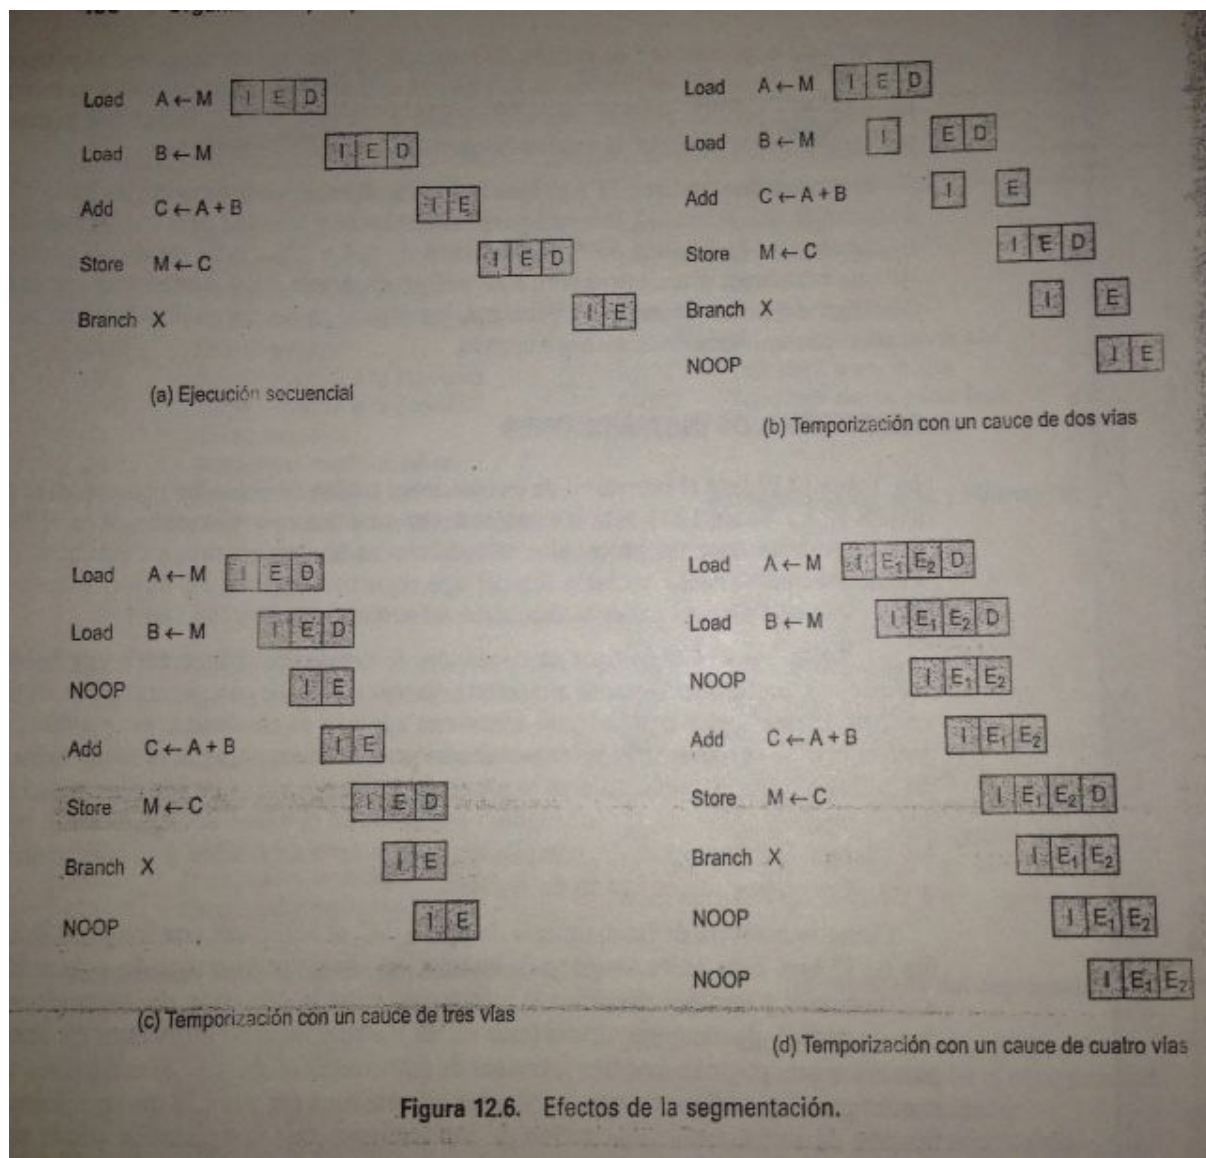 Load A ← M I E D
Load B ← M I E D
Add C ← A + B I E
Store M ← C I E D
Branch X I E
(a) Ejecución secuencial
Load A ← M I E D
Load B ← M I E D
Add C ← A + B I E
Store M ← C I E D
Branch X I E
NOOP I E
(b) Temporización con un cauce de dos vías
Load A ← M I E D
Load B ← M I E D
NOOP I E
Add C ← A + B I E
Store M ← C I E D
Branch X I E
NOOP I E
(c) Temporización con un cauce de tres vías
Load A ← M I E₁ E₂ D
Load B ← M I E₁ E₂ D
NOOP I E₁ E₂
Add C ← A + B I E₁ E₂
Store M ← C I E₁ E₂ D
Branch X I E₁ E₂
NOOP I E₁ E₂
NOOP I E₁ E₂
(d) Temporización con un cauce de cuatro vías
Figura 12.6. Efectos de la segmentación.